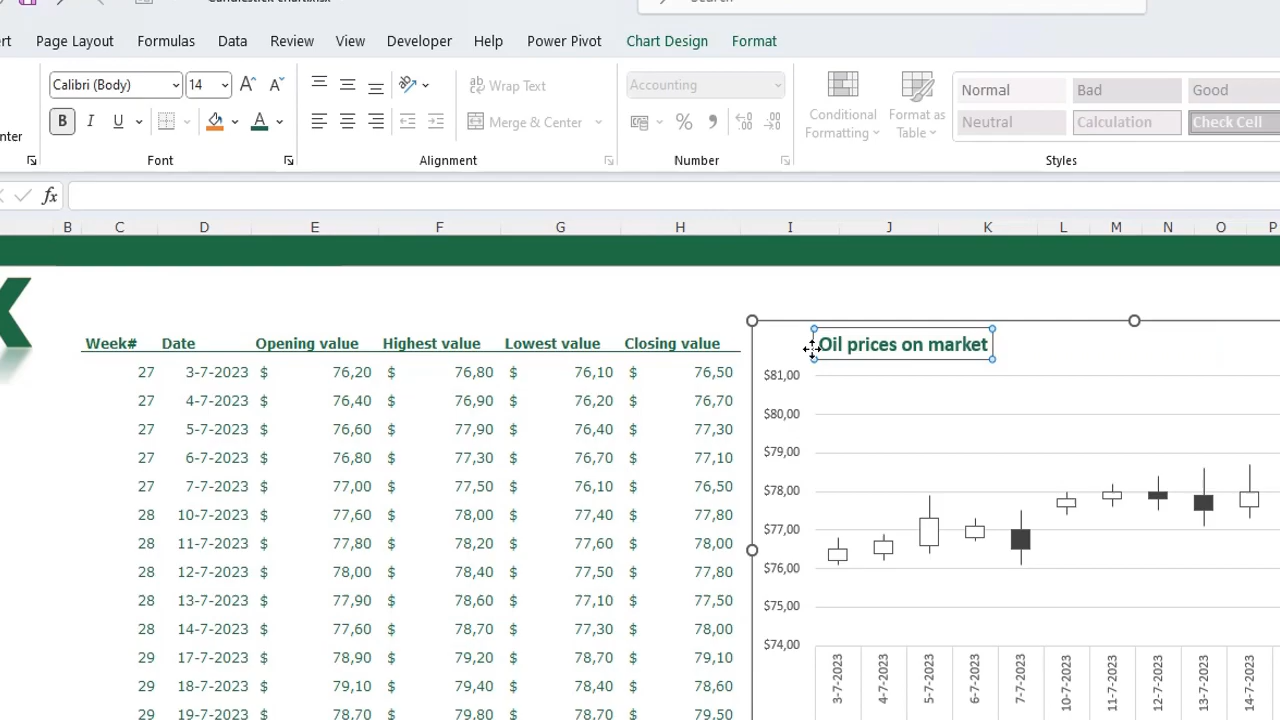 Page Layout Formulas Data Review View Developer Help Power Pivot Chart Design Format
Calibri (Body) 14 A A Wrap Text Accounting Normal Bad Good
B I U A Merge & Center % Conditional Formatting Format as Table Neutral Calculation Check Cell
Font Alignment Number Styles
fx
B C D E F G H I J K L M N O P
Week# Date Opening value Highest value Lowest value Closing value
27 3-7-2023 $ 76,20 $ 76,80 $ 76,10 $ 76,50
27 4-7-2023 $ 76,40 $ 76,90 $ 76,20 $ 76,70
27 5-7-2023 $ 76,60 $ 77,90 $ 76,40 $ 77,30
27 6-7-2023 $ 76,80 $ 77,30 $ 76,70 $ 77,10
27 7-7-2023 $ 77,00 $ 77,50 $ 76,10 $ 76,50
28 10-7-2023 $ 77,60 $ 78,00 $ 77,40 $ 77,80
28 11-7-2023 $ 77,80 $ 78,20 $ 77,60 $ 78,00
28 12-7-2023 $ 78,00 $ 78,40 $ 77,50 $ 77,80
28 13-7-2023 $ 77,90 $ 78,60 $ 77,10 $ 77,50
28 14-7-2023 $ 77,60 $ 78,70 $ 77,30 $ 78,00
29 17-7-2023 $ 78,90 $ 79,20 $ 78,70 $ 79,10
29 18-7-2023 $ 79,10 $ 79,40 $ 78,40 $ 78,60
29 19-7-2023 $ 78,70 $ 79,80 $ 78,70 $ 79,50
Oil prices on market
$81,00
$80,00
$79,00
$78,00
$77,00
$76,00
$75,00
$74,00
3-7-2023
4-7-2023
5-7-2023
6-7-2023
7-7-2023
10-7-2023
11-7-2023
12-7-2023
13-7-2023
14-7-2023